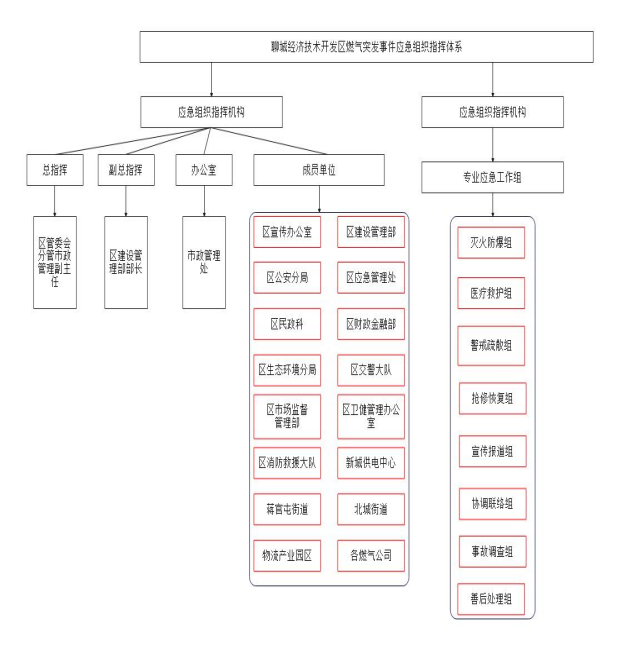 聊城经济技术开发区燃气突发事件应急组织指挥体系
应急组织指挥机构
应急组织指挥机构
总指挥
副总指挥
办公室
成员单位
专业应急工作组
区管委会
分管市政
管理副主
任
区建设管
理部部长
市政管理
处
区宣传办公室
区建设管理部
区公安分局
区应急管理处
区民政科
区财政金融部
区生态环境分局
区交警大队
区市场监督
管理部
区卫健管理办公
室
区消防救援大队
新城供电中心
蒋官屯街道
北城街道
物流产业园区
各燃气公司
灭火防爆组
医疗救护组
警戒疏散组
抢修恢复组
宣传报道组
协调联络组
事故调查组
善后处理组